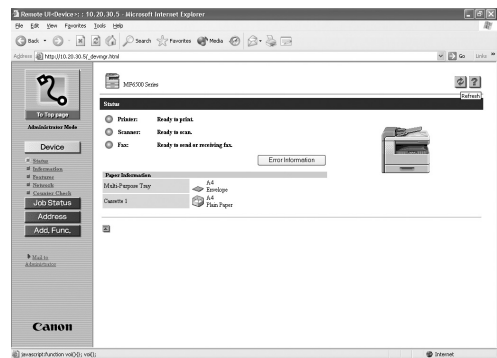 Remote UI<Device>: : 10.20.30.5 - Microsoft Internet Explorer
File Edit View Favorites Tools Help
Back Search Favorites Media
Address http://10.20.30.5/_devmgr.html Go Links »
To Top page
Administrator Mode
Device
Status
Information
Features
Network
Counter Check
Job Status
Address
Add. Func.
Mail to
Administrator
Canon
MF6500 Series
Refresh
Status
Printer: Ready to print.
Scanner: Ready to scan.
Fax: Ready to send or receiving fax.
Error Information
Paper Information
Multi-Purpose Tray A4
Envelope
Cassette 1 A4
Plain Paper
javascript:function voi(){}; voi();
Internet